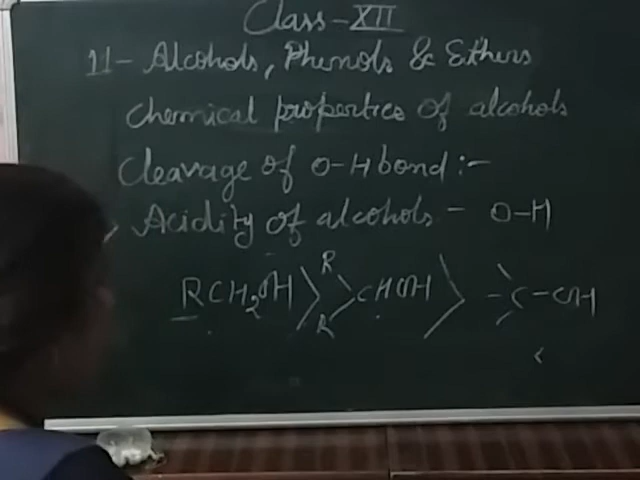 Class-XII
11- Alcohols, Phenols & Ethers
Chemical properties of alcohols
Cleavage of O-H bond:-
Acidity of alcohols - O-H
RCH₂OH > R R CHOH > -C-OH